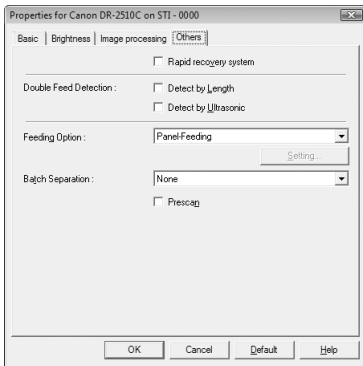 Properties for Canon DR-2510C on STI - 0000
Basic Brightness Image processing Others
Rapid recovery system
Double Feed Detection : Detect by Length
Detect by Ultrasonic
Feeding Option : Panel-Feeding
Setting...
Batch Separation : None
Prescan
OK Cancel Default Help